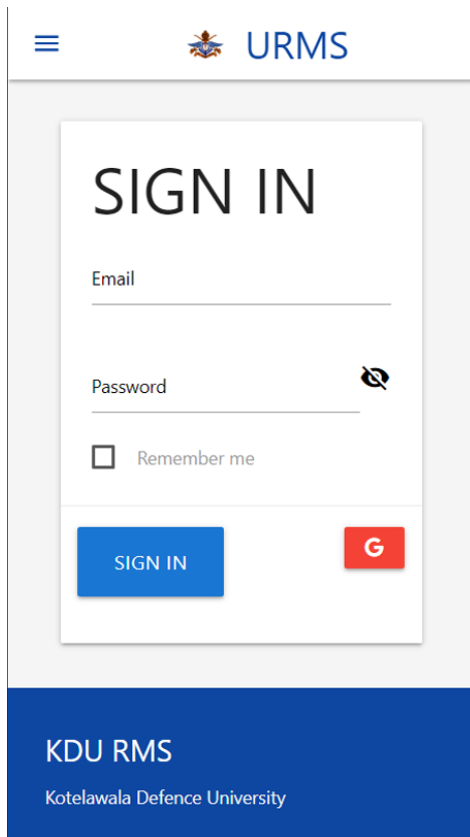 URMS
SIGN IN
Email
Password
Remember me
SIGN IN
G
KDU RMS
Kotelawala Defence University